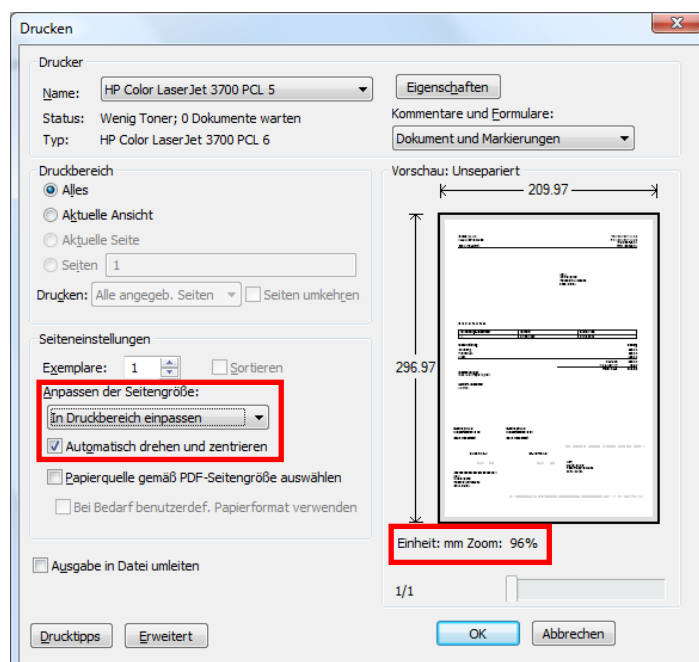 Drucken
Drucker
Name: HP Color LaserJet 3700 PCL 5 Eigenschaften
Status: Wenig Toner; 0 Dokumente warten Kommentare und Formulare:
Typ: HP Color LaserJet 3700 PCL 6 Dokument und Markierungen
Druckbereich
Alles
Aktuelle Ansicht
Aktuelle Seite
Seiten 1
Drucken: Alle angegeb. Seiten Seiten umkehren
Seiteneinstellungen
Exemplare: 1 Sortieren
Anpassen der Seitengröße:
In Druckbereich einpassen
Automatisch drehen und zentrieren
Papierquelle gemäß PDF-Seitengröße auswählen
Bei Bedarf benutzerdef. Papierformat verwenden
Ausgabe in Datei umleiten
Vorschau: Unsepariert
209.97
296.97
Einheit: mm Zoom: 96%
1/1
Drucktipps Erweitert OK Abbrechen